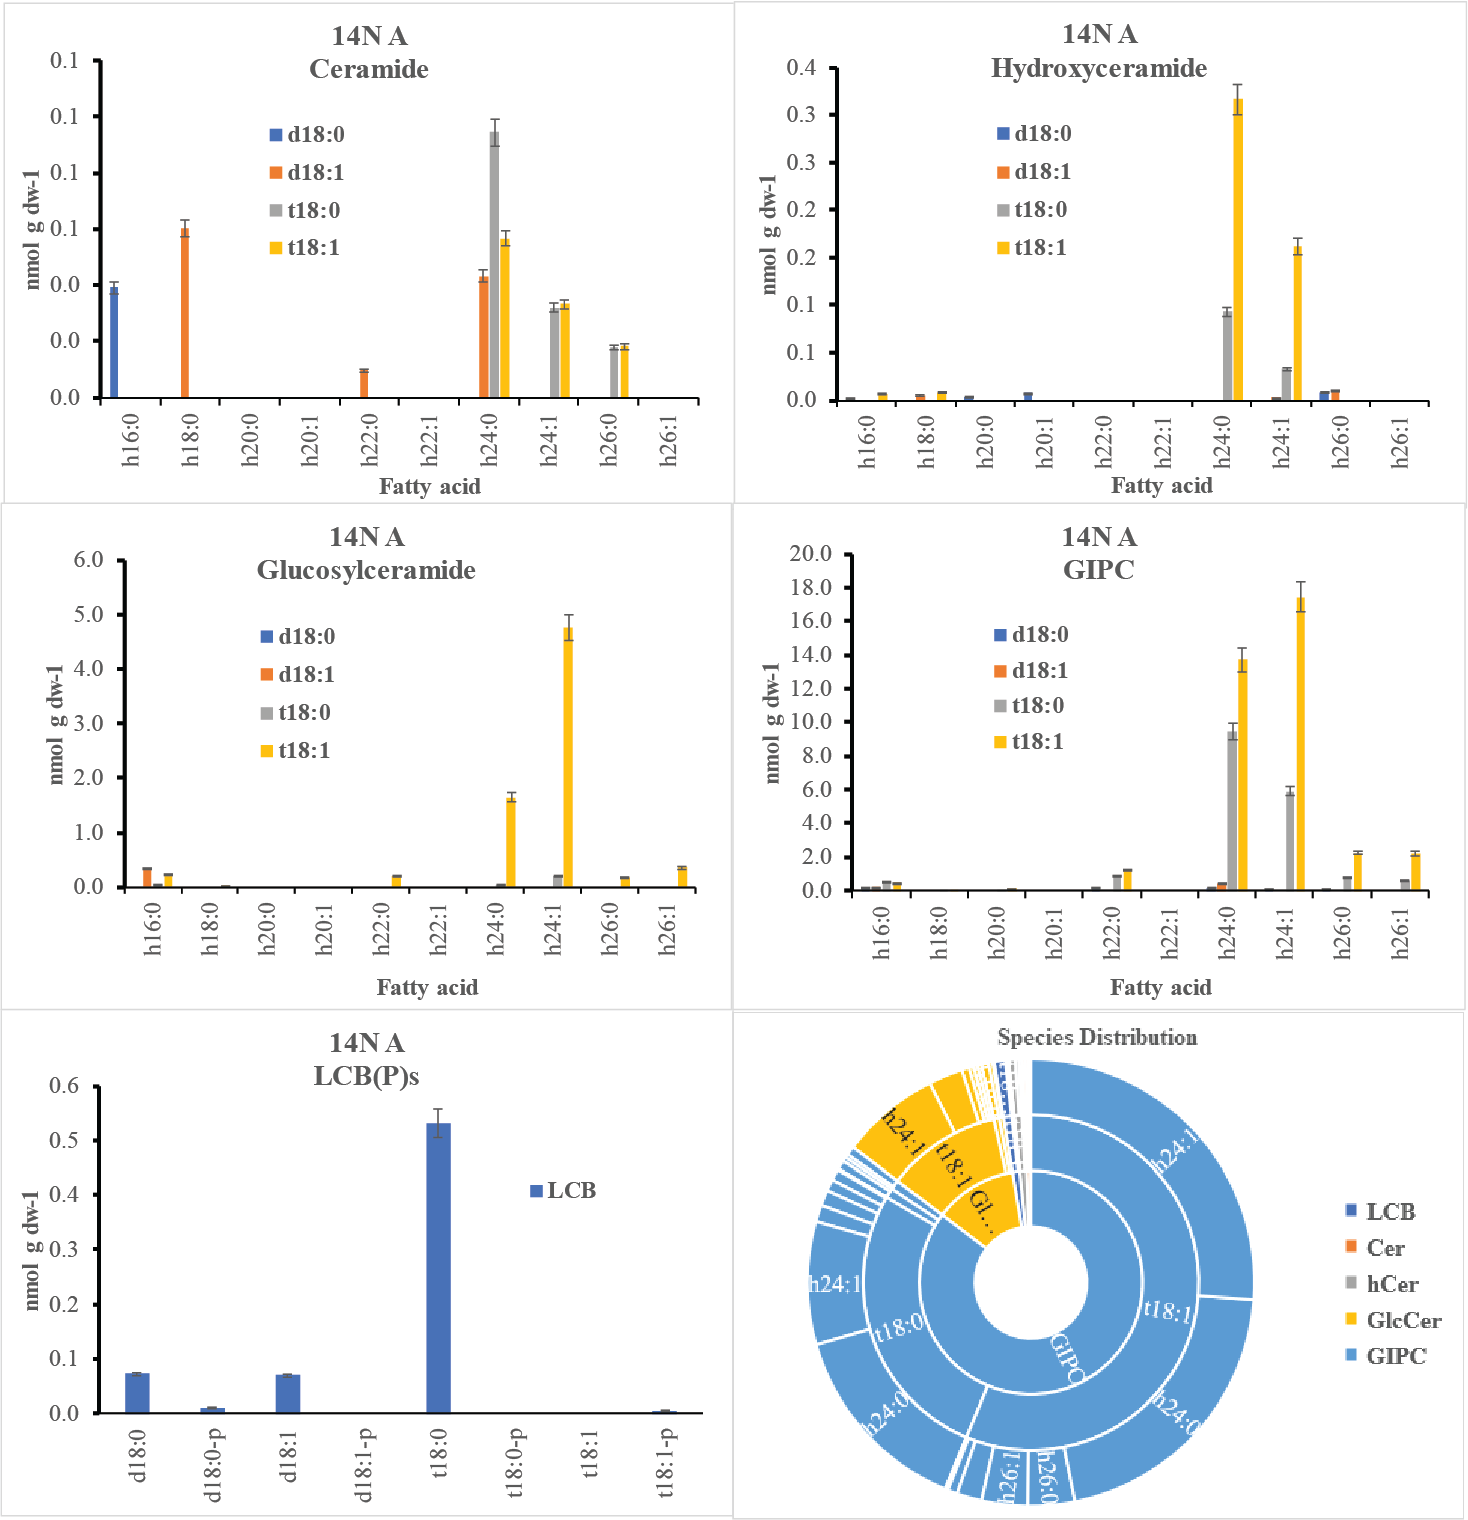 14N A
Ceramide
0.1
0.1
0.1
0.1
0.0
0.0
0.0
nmol g dw-1
d18:0
d18:1
t18:0
t18:1
h16:0
h18:0
h20:0
h20:1
h22:0
h22:1
h24:0
h24:1
h26:0
h26:1
Fatty acid
14N A
Hydroxyceramide
0.4
0.3
0.3
0.2
0.2
0.1
0.1
0.0
nmol g dw-1
d18:0
d18:1
t18:0
t18:1
h16:0
h18:0
h20:0
h20:1
h22:0
h22:1
h24:0
h24:1
h26:0
h26:1
Fatty acid
14N A
Glucosylceramide
6.0
5.0
4.0
3.0
2.0
1.0
0.0
nmol g dw-1
d18:0
d18:1
t18:0
t18:1
h16:0
h18:0
h20:0
h20:1
h22:0
h22:1
h24:0
h24:1
h26:0
h26:1
Fatty acid
14N A
GIPC
20.0
18.0
16.0
14.0
12.0
10.0
8.0
6.0
4.0
2.0
0.0
nmol g dw-1
d18:0
d18:1
t18:0
t18:1
h16:0
h18:0
h20:0
h20:1
h22:0
h22:1
h24:0
h24:1
h26:0
h26:1
Fatty acid
14N A
LCB(P)s
0.6
0.5
0.4
0.3
0.2
0.1
0.0
nmol g dw-1
LCB
d18:0
d18:0-p
d18:1
d18:1-p
t18:0
t18:0-p
t18:1
t18:1-p
Species Distribution
h24:1
t18:1
Gl...
h24:1
t18:1
h24:0
GIPC
h26:0
h26:1
h24:0
t18:0
h24:1
LCB
Cer
hCer
GlcCer
GIPC